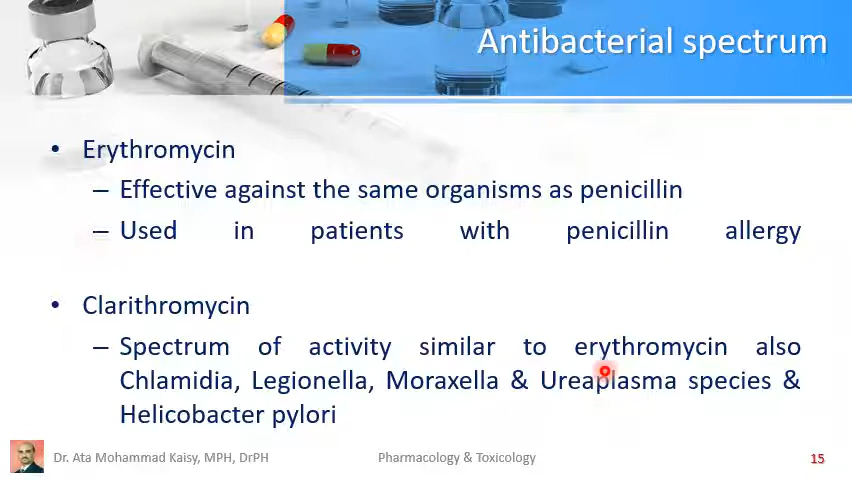 Antibacterial spectrum
• Erythromycin
– Effective against the same organisms as penicillin
– Used in patients with penicillin allergy
• Clarithromycin
– Spectrum of activity similar to erythromycin also
Chlamidia, Legionella, Moraxella & Ureaplasma species &
Helicobacter pylori
Dr. Ata Mohammad Kaisy, MPH, DrPH
Pharmacology & Toxicology
15